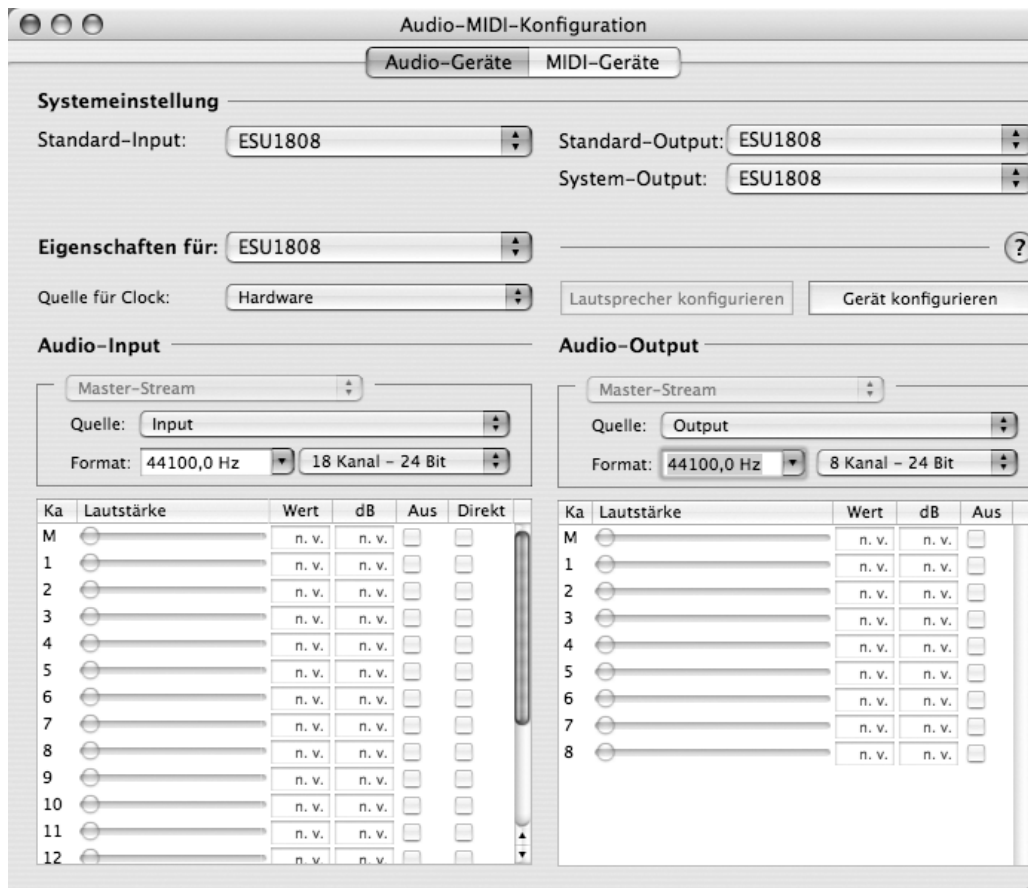 Audio-MIDI-Konfiguration
Audio-Geräte MIDI-Geräte
Systemeinstellung
Standard-Input: ESU1808 Standard-Output: ESU1808
System-Output: ESU1808
Eigenschaften für: ESU1808 ?
Quelle für Clock: Hardware Lautsprecher konfigurieren Gerät konfigurieren
Audio-Input Audio-Output
Master-Stream Master-Stream
Quelle: Input Quelle: Output
Format: 44100,0 Hz 18 Kanal - 24 Bit Format: 44100,0 Hz 8 Kanal - 24 Bit
Ka Lautstärke Wert dB Aus Direkt Ka Lautstärke Wert dB Aus
M n. v. n. v. M n. v. n. v.
1 n. v. n. v. 1 n. v. n. v.
2 n. v. n. v. 2 n. v. n. v.
3 n. v. n. v. 3 n. v. n. v.
4 n. v. n. v. 4 n. v. n. v.
5 n. v. n. v. 5 n. v. n. v.
6 n. v. n. v. 6 n. v. n. v.
7 n. v. n. v. 7 n. v. n. v.
8 n. v. n. v. 8 n. v. n. v.
9 n. v. n. v.
10 n. v. n. v.
11 n. v. n. v.
12 n. v. n. v.